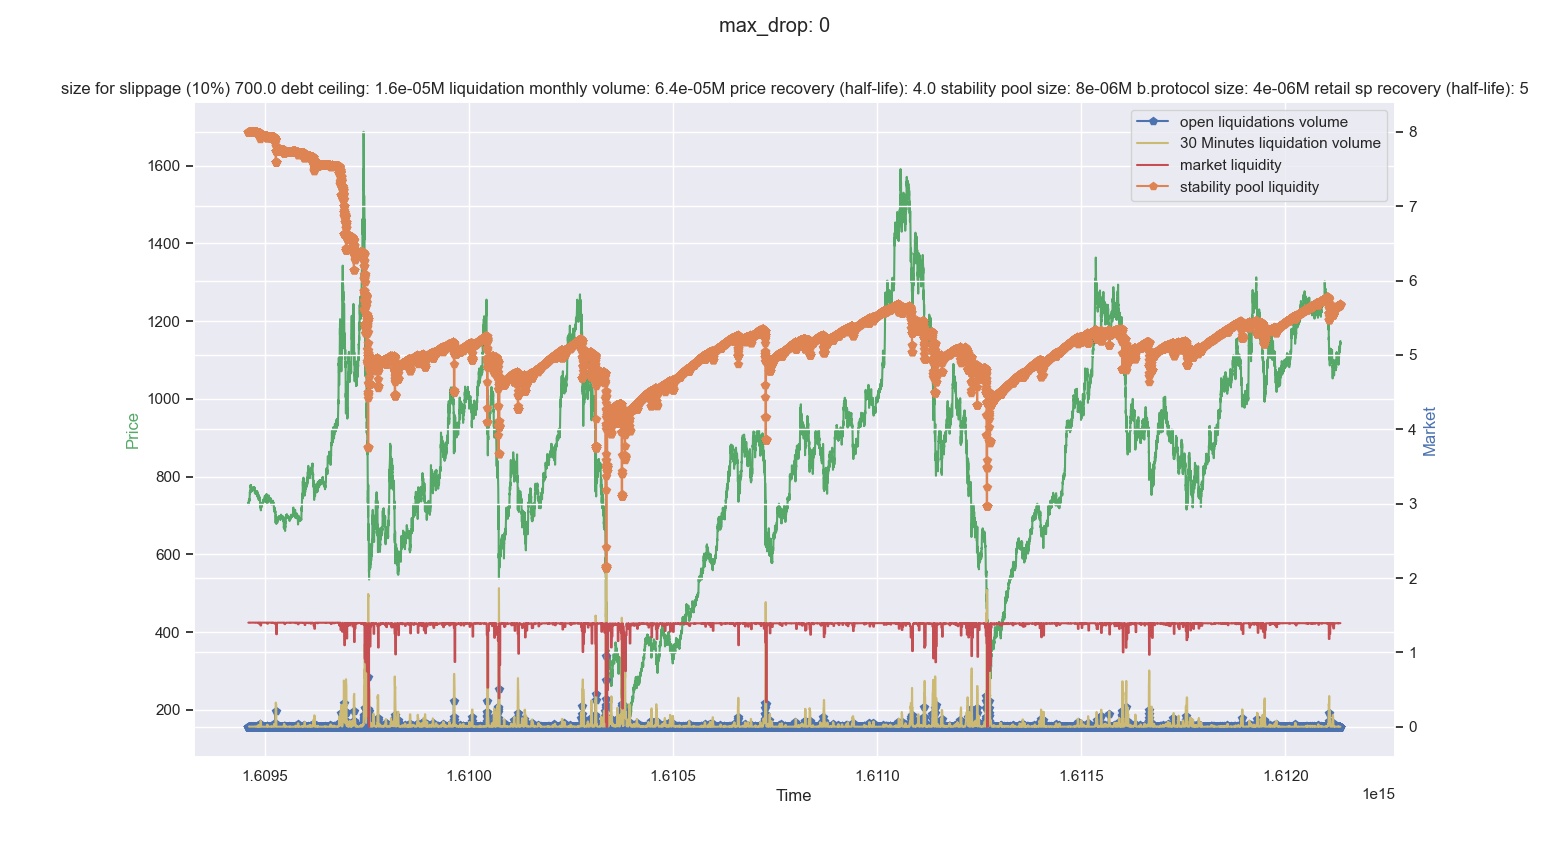 max_drop: 0
size for slippage (10%) 700.0 debt ceiling: 1.6e-05M liquidation monthly volume: 6.4e-05M price recovery (half-life): 4.0 stability pool size: 8e-06M b.protocol size: 4e-06M retail sp recovery (half-life): 5
open liquidations volume
30 Minutes liquidation volume
market liquidity
stability pool liquidity
1600
1400
1200
1000
800
600
400
200
Price
8
7
6
5
4
3
2
1
0
Market
1.6095
1.6100
1.6105
1.6110
1.6115
1.6120
1e15
Time